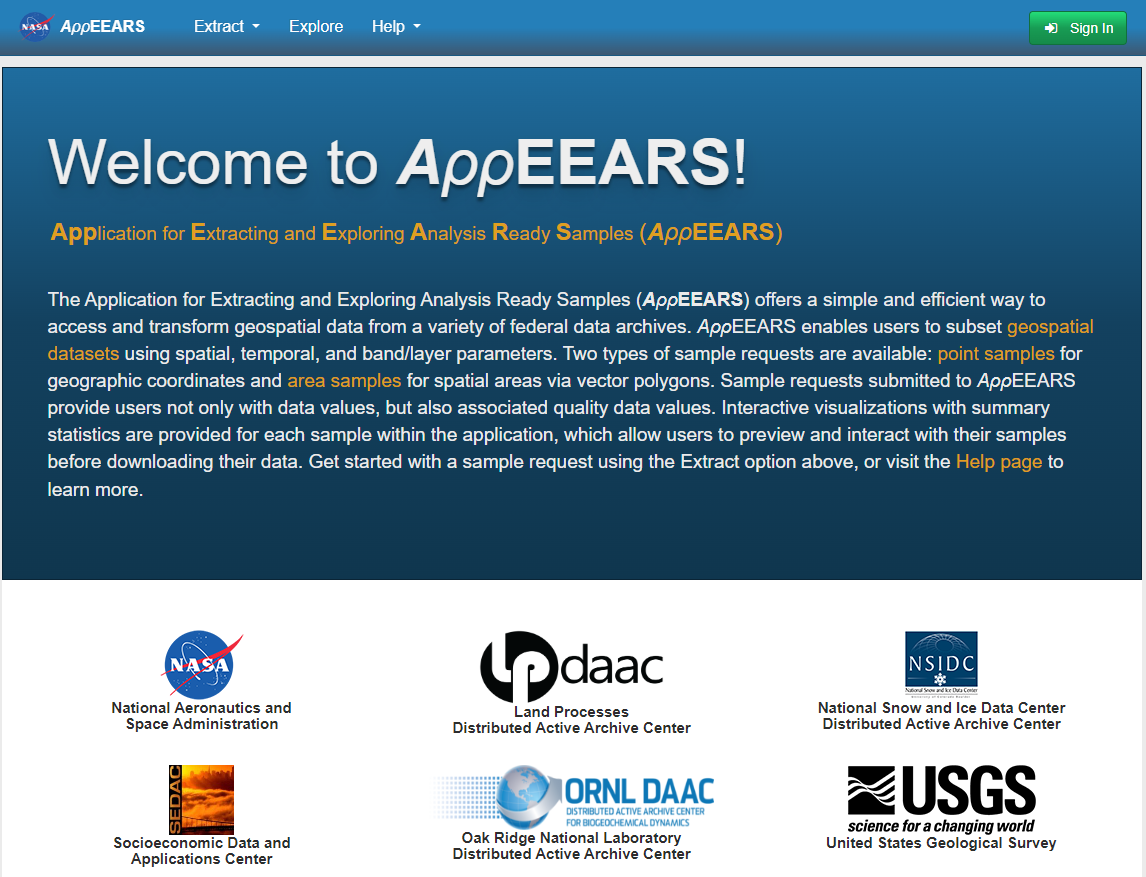 NASA AppEEARS Extract Explore Help Sign In
Welcome to AppEEARS!
Application for Extracting and Exploring Analysis Ready Samples (AppEEARS)
The Application for Extracting and Exploring Analysis Ready Samples (AppEEARS) offers a simple and efficient way to
access and transform geospatial data from a variety of federal data archives. AppEEARS enables users to subset geospatial
datasets using spatial, temporal, and band/layer parameters. Two types of sample requests are available: point samples for
geographic coordinates and area samples for spatial areas via vector polygons. Sample requests submitted to AppEEARS
provide users not only with data values, but also associated quality data values. Interactive visualizations with summary
statistics are provided for each sample within the application, which allow users to preview and interact with their samples
before downloading their data. Get started with a sample request using the Extract option above, or visit the Help page to
learn more.
NASA
National Aeronautics and
Space Administration
lp daac
Land Processes
Distributed Active Archive Center
NSIDC
National Snow and Ice Data Center
National Snow and Ice Data Center
Distributed Active Archive Center
SEDAC
Socioeconomic Data and
Applications Center
ORNL DAAC
DISTRIBUTED ACTIVE ARCHIVE CENTER
FOR BIOGEOCHEMICAL DYNAMICS
Oak Ridge National Laboratory
Distributed Active Archive Center
USGS
science for a changing world
United States Geological Survey